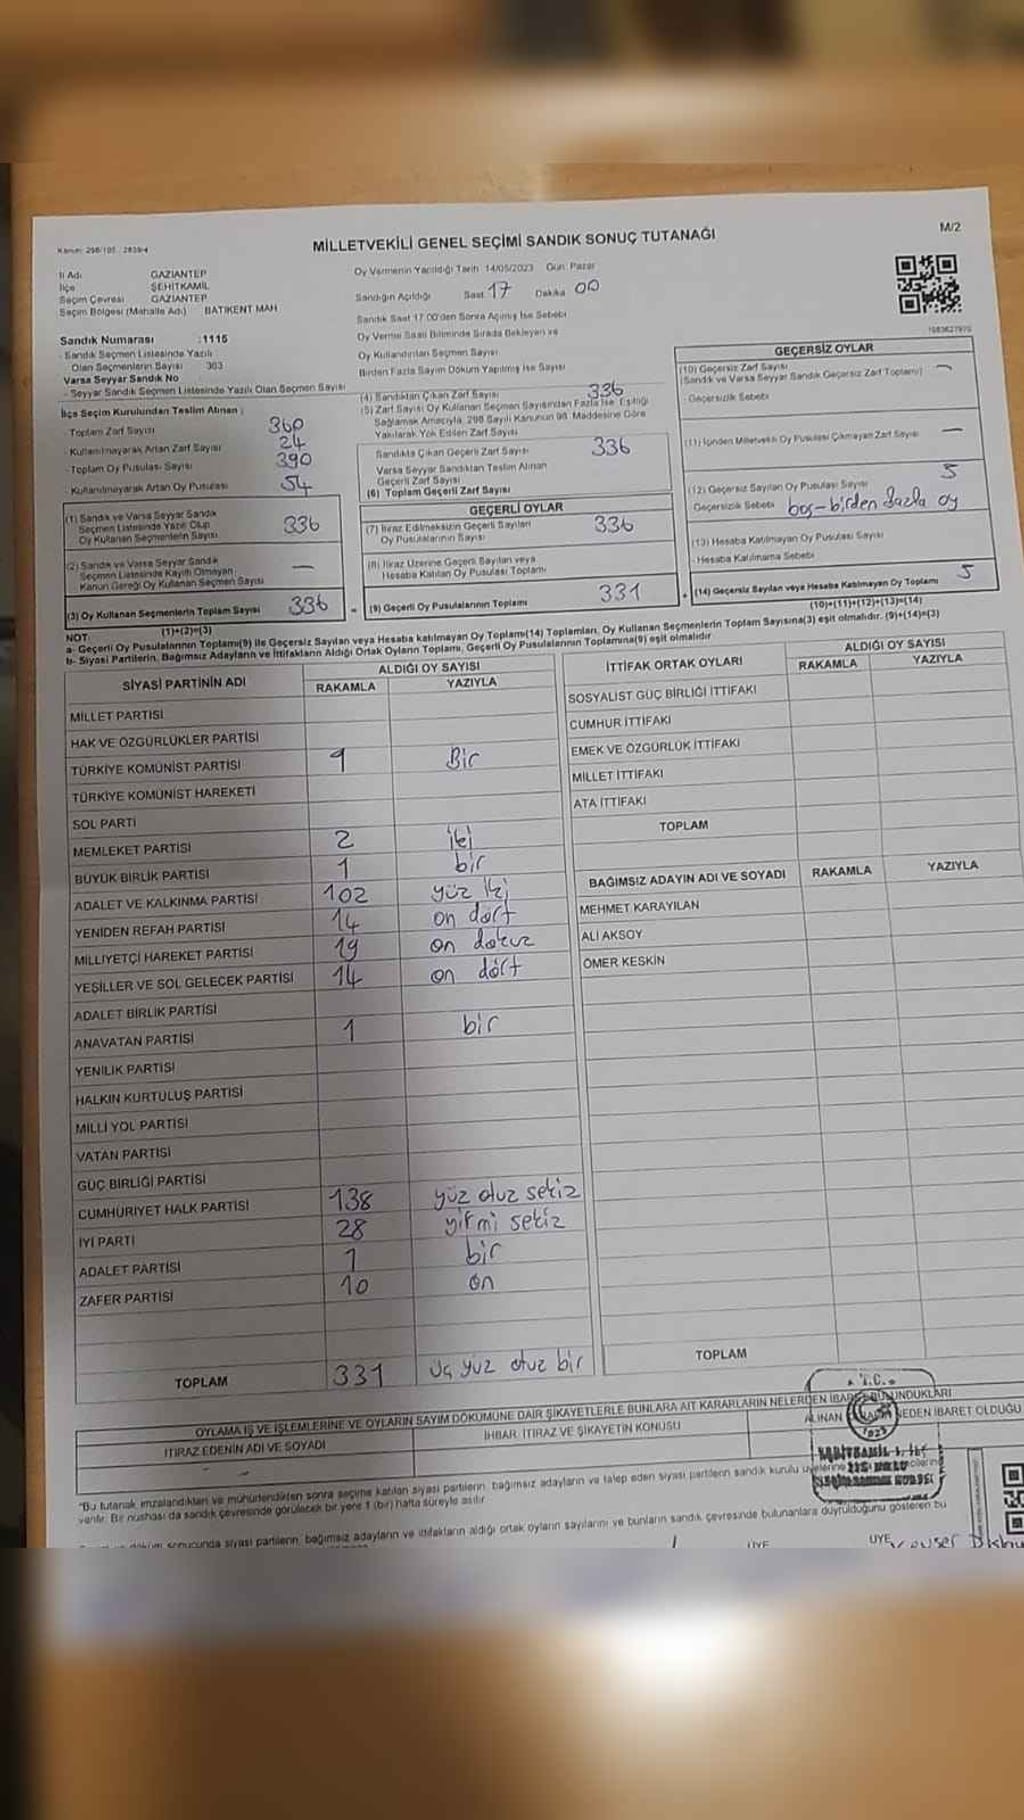 Kanun: 298/105 - 2839/4
MİLLETVEKİLİ GENEL SEÇİMİ SANDIK SONUÇ TUTANAĞI
M/2
İl Adı GAZİANTEP
İlçe ŞEHİTKAMİL
Seçim Çevresi GAZİANTEP
Seçim Bölgesi (Mahalle Adı) BATIKENT MAH
Oy Vermenin Yapıldığı Tarih 14/05/2023 Gün: Pazar
Sandığın Açıldığı Saat 17 Dakika 00
Sandık Saat 17.00'den Sonra Açılmış İse Sebebi
Oy Verme Saati Bitiminde Sırada Bekleyen ve
Oy Kullandırılan Seçmen Sayısı
Birden Fazla Sayım Döküm Yapılmış İse Sayısı
Sandık Numarası :1115
- Sandık Seçmen Listesinde Yazılı
Olan Seçmenlerin Sayısı 363
Varsa Seyyar Sandık No
- Seyyar Sandık Seçmen Listesinde Yazılı Olan Seçmen Sayısı
İlçe Seçim Kurulundan Teslim Alınan
- Toplam Zarf Sayısı 360
- Kullanılmayarak Artan Zarf Sayısı 24
- Toplam Oy Pusulası Sayısı 390
- Kullanılmayarak Artan Oy Pusulası 54
(1) Sandık ve Varsa Seyyar Sandık
Seçmen Listesinde Yazılı Olup
Oy Kullanan Seçmenlerin Sayısı 336
(2) Sandık ve Varsa Seyyar Sandık
Seçmen Listesinde Kayıtlı Olmayan
Kanun Gereği Oy Kullanan Seçmen Sayısı —
(3) Oy Kullanan Seçmenlerin Toplam Sayısı 336
(1)+(2)=(3)
(4) Sandıktan Çıkan Zarf Sayısı 336
(5) Zarf Sayısı Oy Kullanan Seçmen Sayısından Fazla İse Eşitliği
Sağlamak Amacıyla, 298 Sayılı Kanunun 98. Maddesine Göre
Yakılarak Yok Edilen Zarf Sayısı
Sandıkta Çıkan Geçerli Zarf Sayısı 336
Varsa Seyyar Sandıktan Teslim Alınan
Geçerli Zarf Sayısı
(6) Toplam Geçerli Zarf Sayısı
GEÇERLİ OYLAR
(7) İtiraz Edilmeksizin Geçerli Sayılan
Oy Pusulalarının Sayısı 336
(8) İtiraz Üzerine Geçerli Sayılan veya
Hesaba Katılan Oy Pusulası Toplamı
= (9) Geçerli Oy Pusulalarının Toplamı 331
GEÇERSİZ OYLAR
(10) Geçersiz Zarf Sayısı —
(Sandık ve Varsa Seyyar Sandık Geçersiz Zarf Toplamı)
- Geçersizlik Sebebi
(11) İçinden Milletvekili Oy Pusulası Çıkmayan Zarf Sayısı —
(12) Geçersiz Sayılan Oy Pusulası Sayısı 5
Geçersizlik Sebebi boş-birden fazla oy
(13) Hesaba Katılmayan Oy Pusulası Sayısı
- Hesaba Katılmama Sebebi
+ (14) Geçersiz Sayılan veya Hesaba Katılmayan Oy Toplamı 5
(10)+(11)+(12)+(13)=(14)
NOT:
a- Geçerli Oy Pusulalarının Toplamı(9) ile Geçersiz Sayılan veya Hesaba katılmayan Oy Toplamı(14) Toplamları, Oy Kullanan Seçmenlerin Toplam Sayısına(3) eşit olmalıdır. (9)+(14)=(3)
b- Siyasi Partilerin, Bağımsız Adayların ve İttifakların Aldığı Ortak Oyların Toplamı, Geçerli Oy Pusulalarının Toplamına(9) eşit olmalıdır
SİYASİ PARTİNİN ADI ALDIĞI OY SAYISI
RAKAMLA YAZIYLA
MİLLET PARTİSİ
HAK VE ÖZGÜRLÜKLER PARTİSİ
TÜRKİYE KOMÜNİST PARTİSİ 1 Bir
TÜRKİYE KOMÜNİST HAREKETİ
SOL PARTİ
MEMLEKET PARTİSİ 2 iki
BÜYÜK BİRLİK PARTİSİ 1 bir
ADALET VE KALKINMA PARTİSİ 102 yüz iki
YENİDEN REFAH PARTİSİ 14 on dört
MİLLİYETÇİ HAREKET PARTİSİ 19 on dokuz
YEŞİLLER VE SOL GELECEK PARTİSİ 14 on dört
ADALET BİRLİK PARTİSİ
ANAVATAN PARTİSİ 1 bir
YENİLİK PARTİSİ
HALKIN KURTULUŞ PARTİSİ
MİLLİ YOL PARTİSİ
VATAN PARTİSİ
GÜÇ BİRLİĞİ PARTİSİ
CUMHURİYET HALK PARTİSİ 138 yüz otuz sekiz
İYİ PARTİ 28 yirmi sekiz
ADALET PARTİSİ 1 bir
ZAFER PARTİSİ 10 on
TOPLAM 331 üç yüz otuz bir
İTTİFAK ORTAK OYLARI ALDIĞI OY SAYISI
RAKAMLA YAZIYLA
SOSYALİST GÜÇ BİRLİĞİ İTTİFAKI
CUMHUR İTTİFAKI
EMEK VE ÖZGÜRLÜK İTTİFAKI
MİLLET İTTİFAKI
ATA İTTİFAKI
TOPLAM
BAĞIMSIZ ADAYIN ADI VE SOYADI RAKAMLA YAZIYLA
MEHMET KARAYILAN
ALİ AKSOY
ÖMER KESKİN
TOPLAM
OYLAMA İŞ VE İŞLEMLERİNE VE OYLARIN SAYIM DÖKÜMÜNE DAİR ŞİKAYETLERLE BUNLARA AİT KARARLARIN NELERDEN İBARET BULUNDUKLARI
İTİRAZ EDENİN ADI VE SOYADI
İHBAR, İTİRAZ VE ŞİKAYETİN KONUSU
ALINAN KARARIN NEDEN İBARET OLDUĞU
T.C.
1923
"Bu tutanak imzalandıktan ve mühürlendikten sonra seçime katılan siyasi partilerin, bağımsız adayların ve talep eden siyasi partilerin sandık kurulu üyelerine
verilir. Bir nüshası da sandık çevresinde görülecek bir yere 1 (bir) hafta süreyle asılır.
sonucunda siyasi partilerin, bağımsız adayların ve ittifakların aldığı ortak oyların sayılarını ve bunların sandık çevresinde bulunanlara duyrulduğunu gösteren bu
ÜYE ÜYE